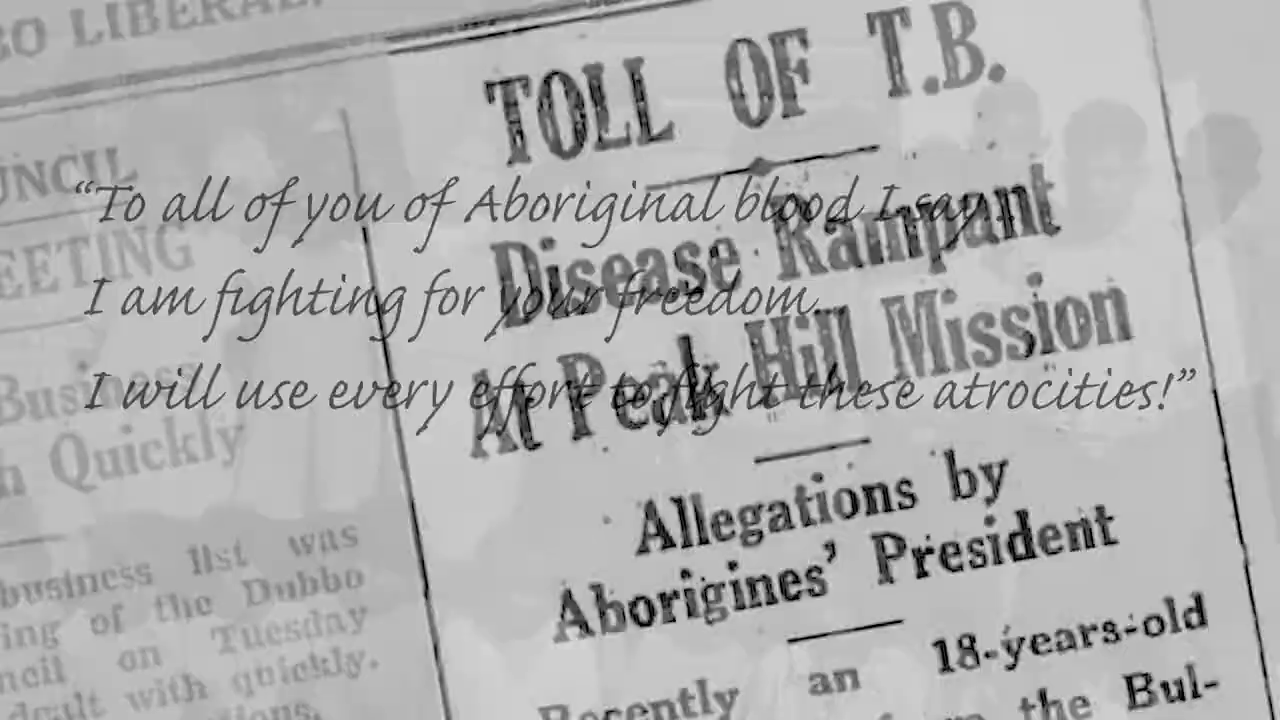 BO LIBERAL,
UNCIL
EETING
Business
h Quickly
business list was
ing of the Dubbo
ncil on Tuesday
dealt with quickly.
TOLL OF T.B.
Disease Rampant
At Peak Hill Mission
Allegations by
Aborigines' President
Recently an 18-years-old
the Bul-
“To all of you of Aboriginal blood I say
I am fighting for your freedom
I will use every effort to fight these atrocities!”